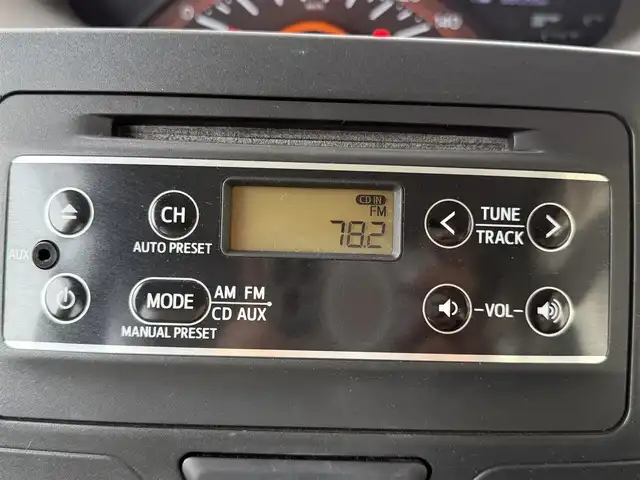 CD IN
FM
78.2
CH
AUTO PRESET
AUX
MODE
AM FM
CD AUX
MANUAL PRESET
< TUNE >
TRACK
-VOL-